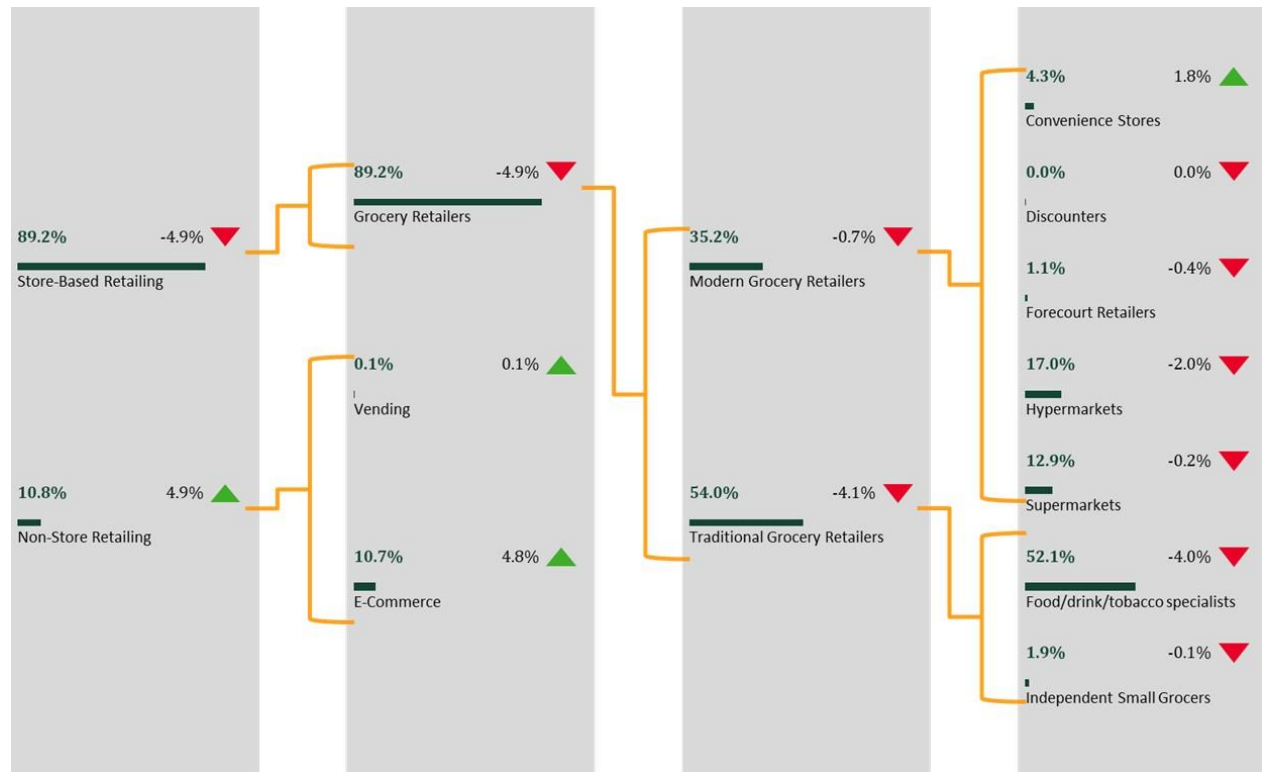 89.2% -4.9%
Store-Based Retailing
10.8% 4.9%
Non-Store Retailing
89.2% -4.9%
Grocery Retailers
0.1% 0.1%
Vending
10.7% 4.8%
E-Commerce
35.2% -0.7%
Modern Grocery Retailers
54.0% -4.1%
Traditional Grocery Retailers
4.3% 1.8%
Convenience Stores
0.0% 0.0%
Discounters
1.1% -0.4%
Forecourt Retailers
17.0% -2.0%
Hypermarkets
12.9% -0.2%
Supermarkets
52.1% -4.0%
Food/drink/tobacco specialists
1.9% -0.1%
Independent Small Grocers